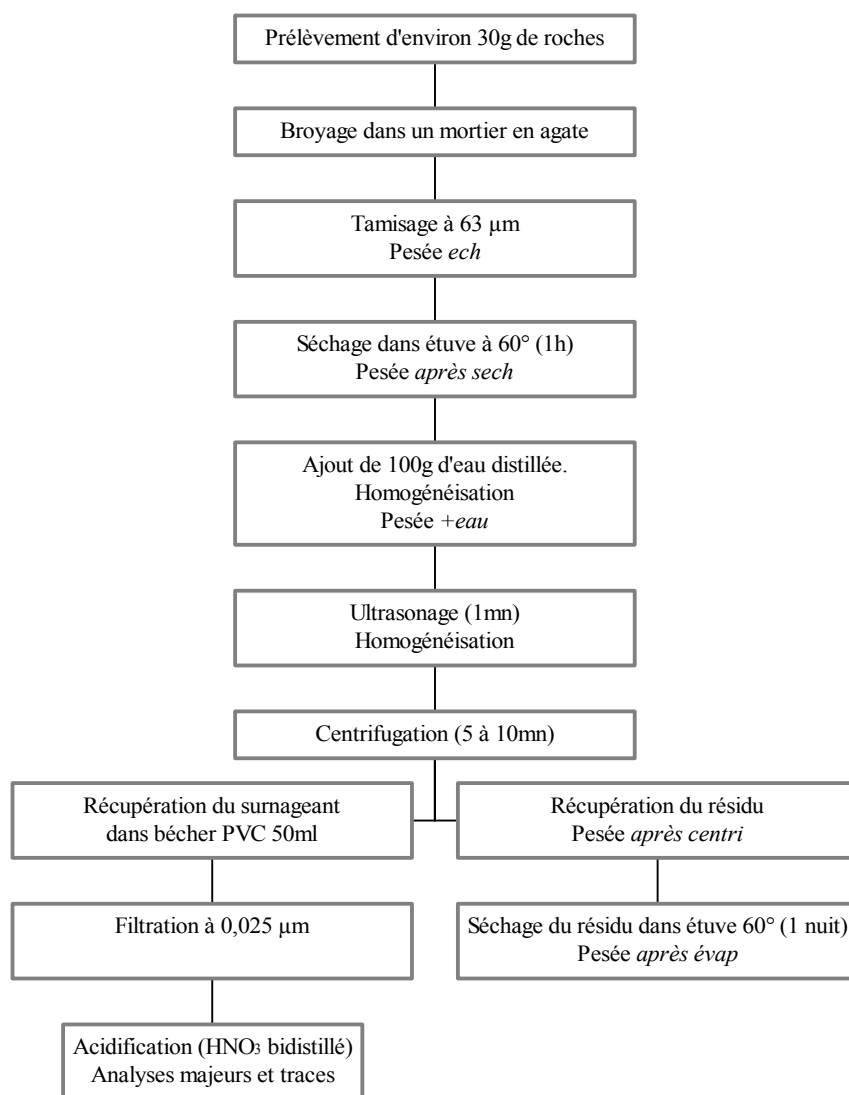 Prélèvement d'environ 30g de roches
Broyage dans un mortier en agate
Tamisage à 63 µm
Pesée ech
Séchage dans étuve à 60° (1h)
Pesée après sech
Ajout de 100g d'eau distillée.
Homogénéisation
Pesée +eau
Ultrasonage (1mn)
Homogénéisation
Centrifugation (5 à 10mn)
Récupération du surnageant
dans bécher PVC 50ml
Filtration à 0,025 µm
Acidification (HNO3 bidistillé)
Analyses majeurs et traces
Récupération du résidu
Pesée après centri
Séchage du résidu dans étuve 60° (1 nuit)
Pesée après évap